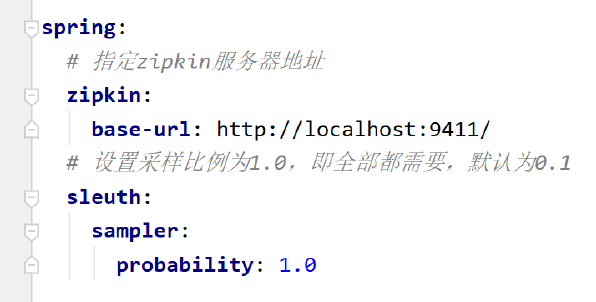 spring:
  # 指定zipkin服务器地址
  zipkin:
    base-url: http://localhost:9411/
  # 设置采样比例为1.0，即全部都需要，默认为0.1
  sleuth:
    sampler:
      probability: 1.0